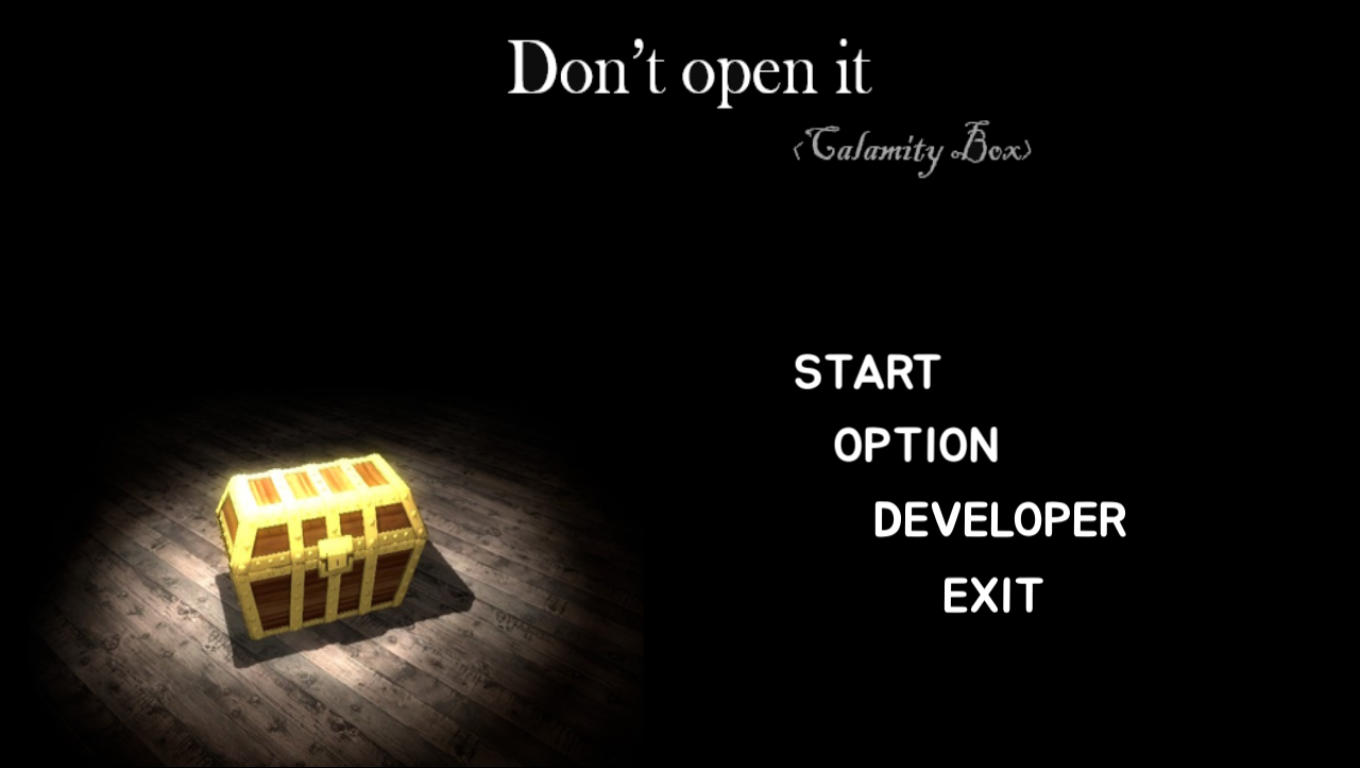 Don't open it
<Calamity Box>
START
OPTION
DEVELOPER
EXIT